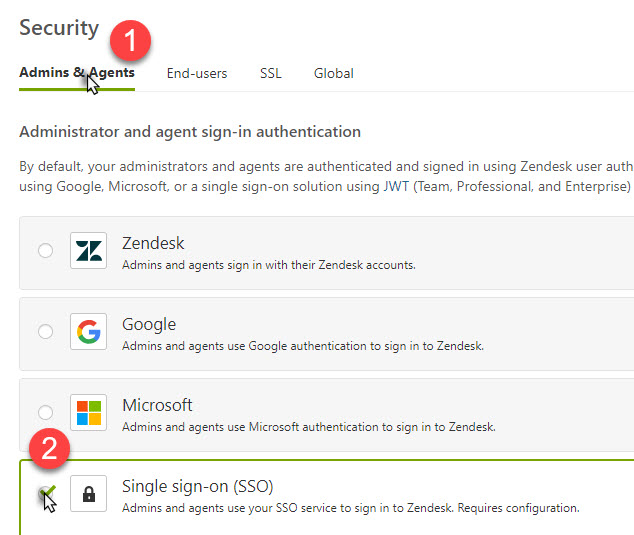 Security
1
Admins & Agents End-users SSL Global
Administrator and agent sign-in authentication
By default, your administrators and agents are authenticated and signed in using Zendesk user auth
using Google, Microsoft, or a single sign-on solution using JWT (Team, Professional, and Enterprise)
Zendesk
Admins and agents sign in with their Zendesk accounts.
Google
Admins and agents use Google authentication to sign in to Zendesk.
Microsoft
Admins and agents use Microsoft authentication to sign in to Zendesk.
2
Single sign-on (SSO)
Admins and agents use your SSO service to sign in to Zendesk. Requires configuration.